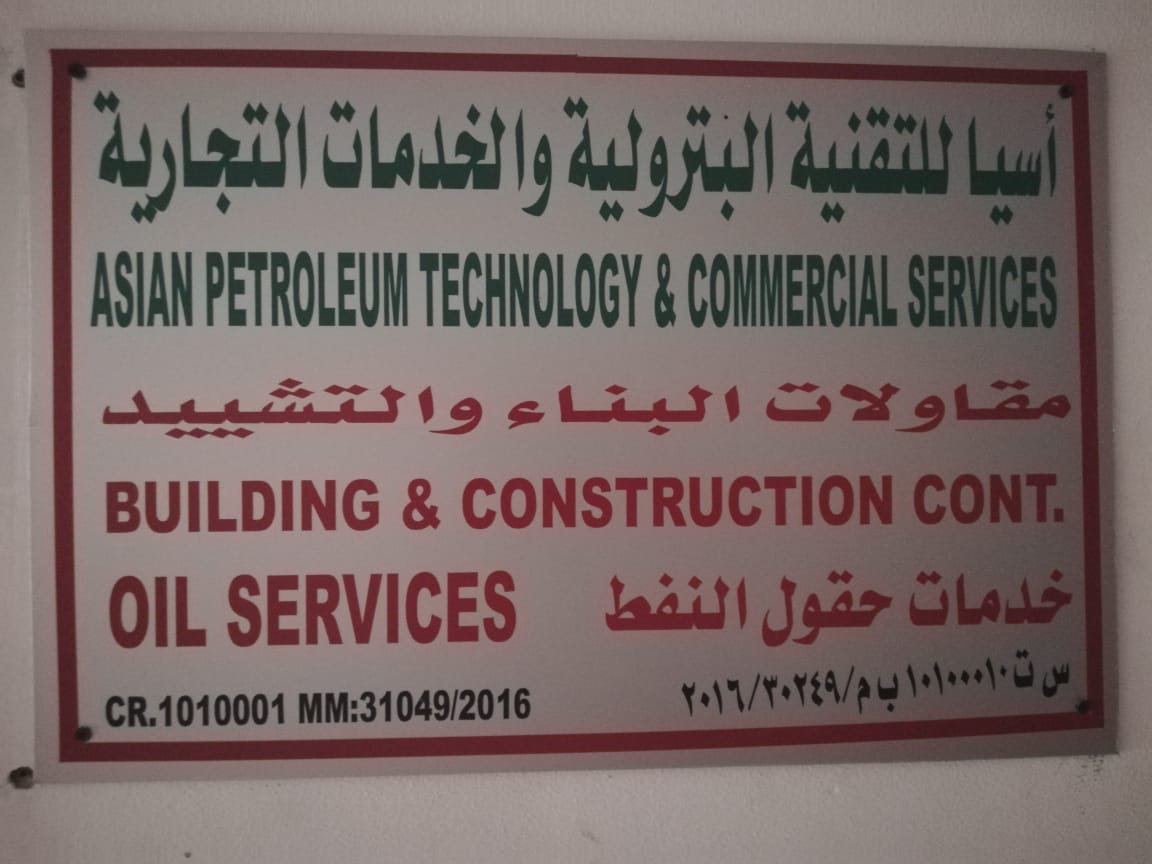 أسيا للتقنية البترولية والخدمات التجارية
ASIAN PETROLEUM TECHNOLOGY & COMMERCIAL SERVICES
مقاولات البناء والتشييد
BUILDING & CONSTRUCTION CONT.
OIL SERVICES خدمات حقول النفط
CR.1010001 MM:31049/2016 س ت١٠١٠٠٠١٠ ب م/٣٠٢٤٩/٢٠١٦